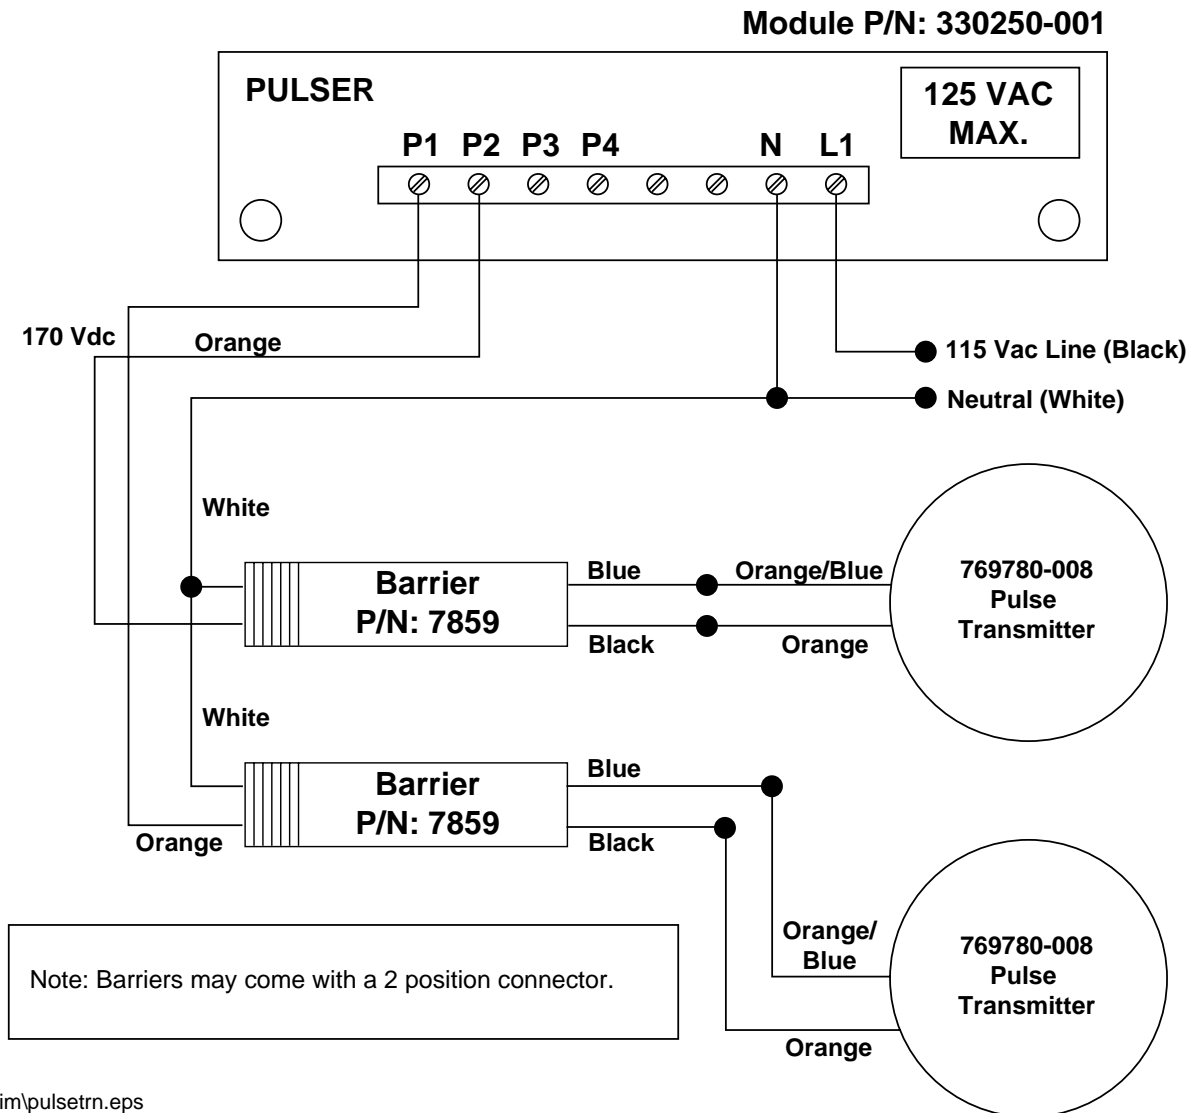 Module P/N: 330250-001
PULSER
125 VAC
MAX.
P1 P2 P3 P4 N L1
170 Vdc
Orange
115 Vac Line (Black)
Neutral (White)
White
Barrier
P/N: 7859
Blue
Orange/Blue
Black
Orange
769780-008
Pulse
Transmitter
White
Barrier
P/N: 7859
Blue
Black
Orange
Orange/
Blue
Orange
769780-008
Pulse
Transmitter
Note: Barriers may come with a 2 position connector.
im\pulsetrn.eps